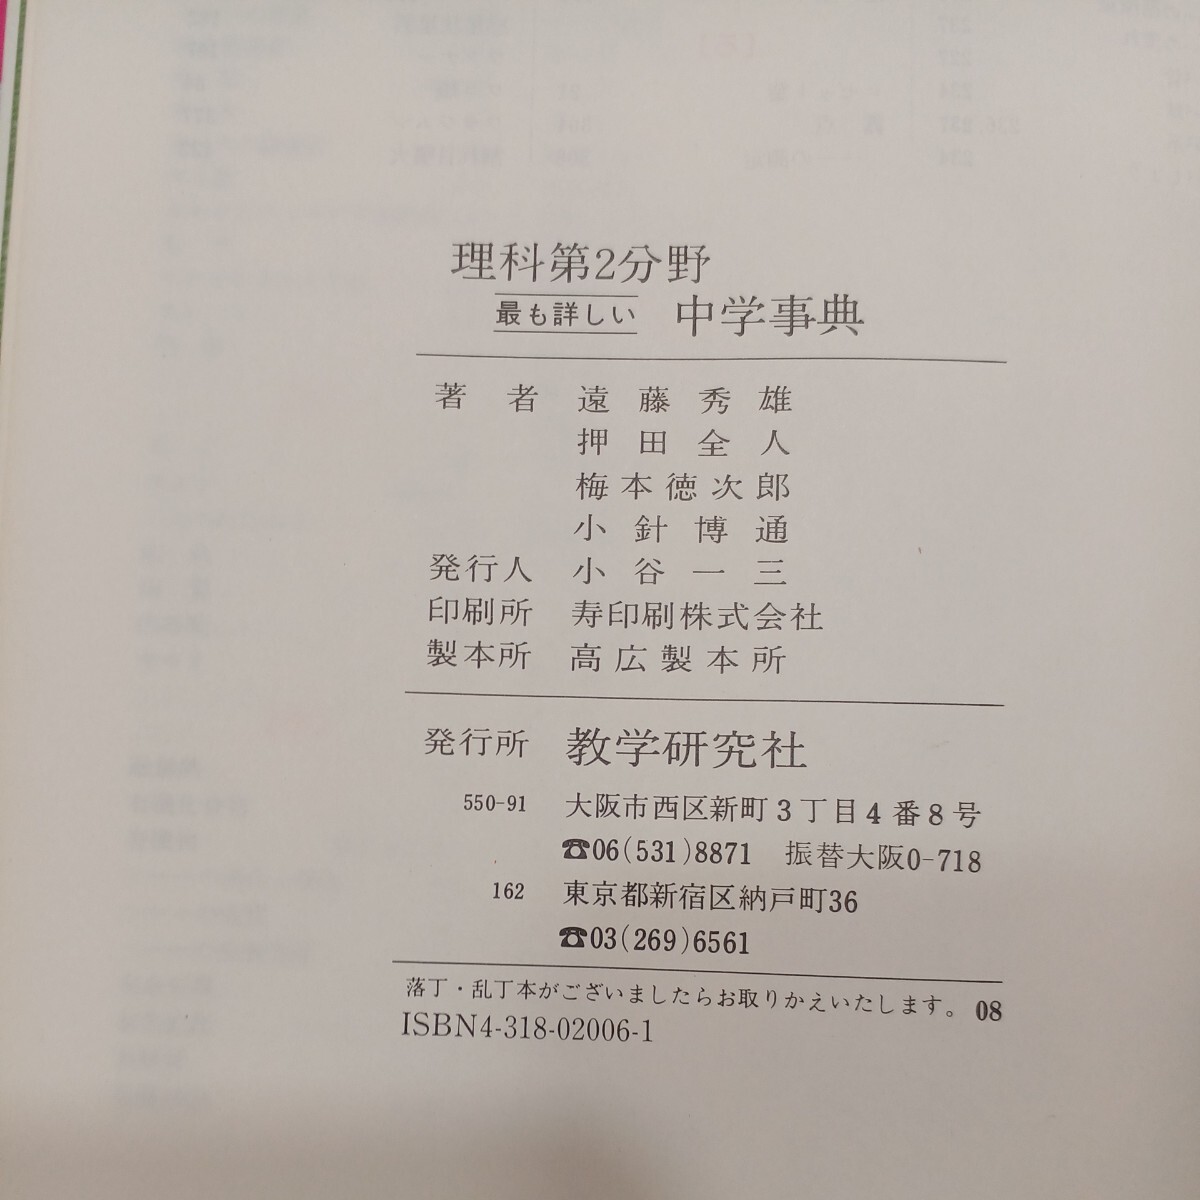 理科第2分野
最も詳しい 中学事典
著者 遠藤秀雄
押田全人
梅本徳次郎
小針博通
発行人 小谷一三
印刷所 寿印刷株式会社
製本所 高広製本所
発行所 教学研究社
550-91 大阪市西区新町3丁目4番8号
☎06(531)8871 振替大阪0-718
162 東京都新宿区納戸町36
☎03(269)6561
落丁・乱丁本がございましたらお取りかえいたします。 08
ISBN4-318-02006-1